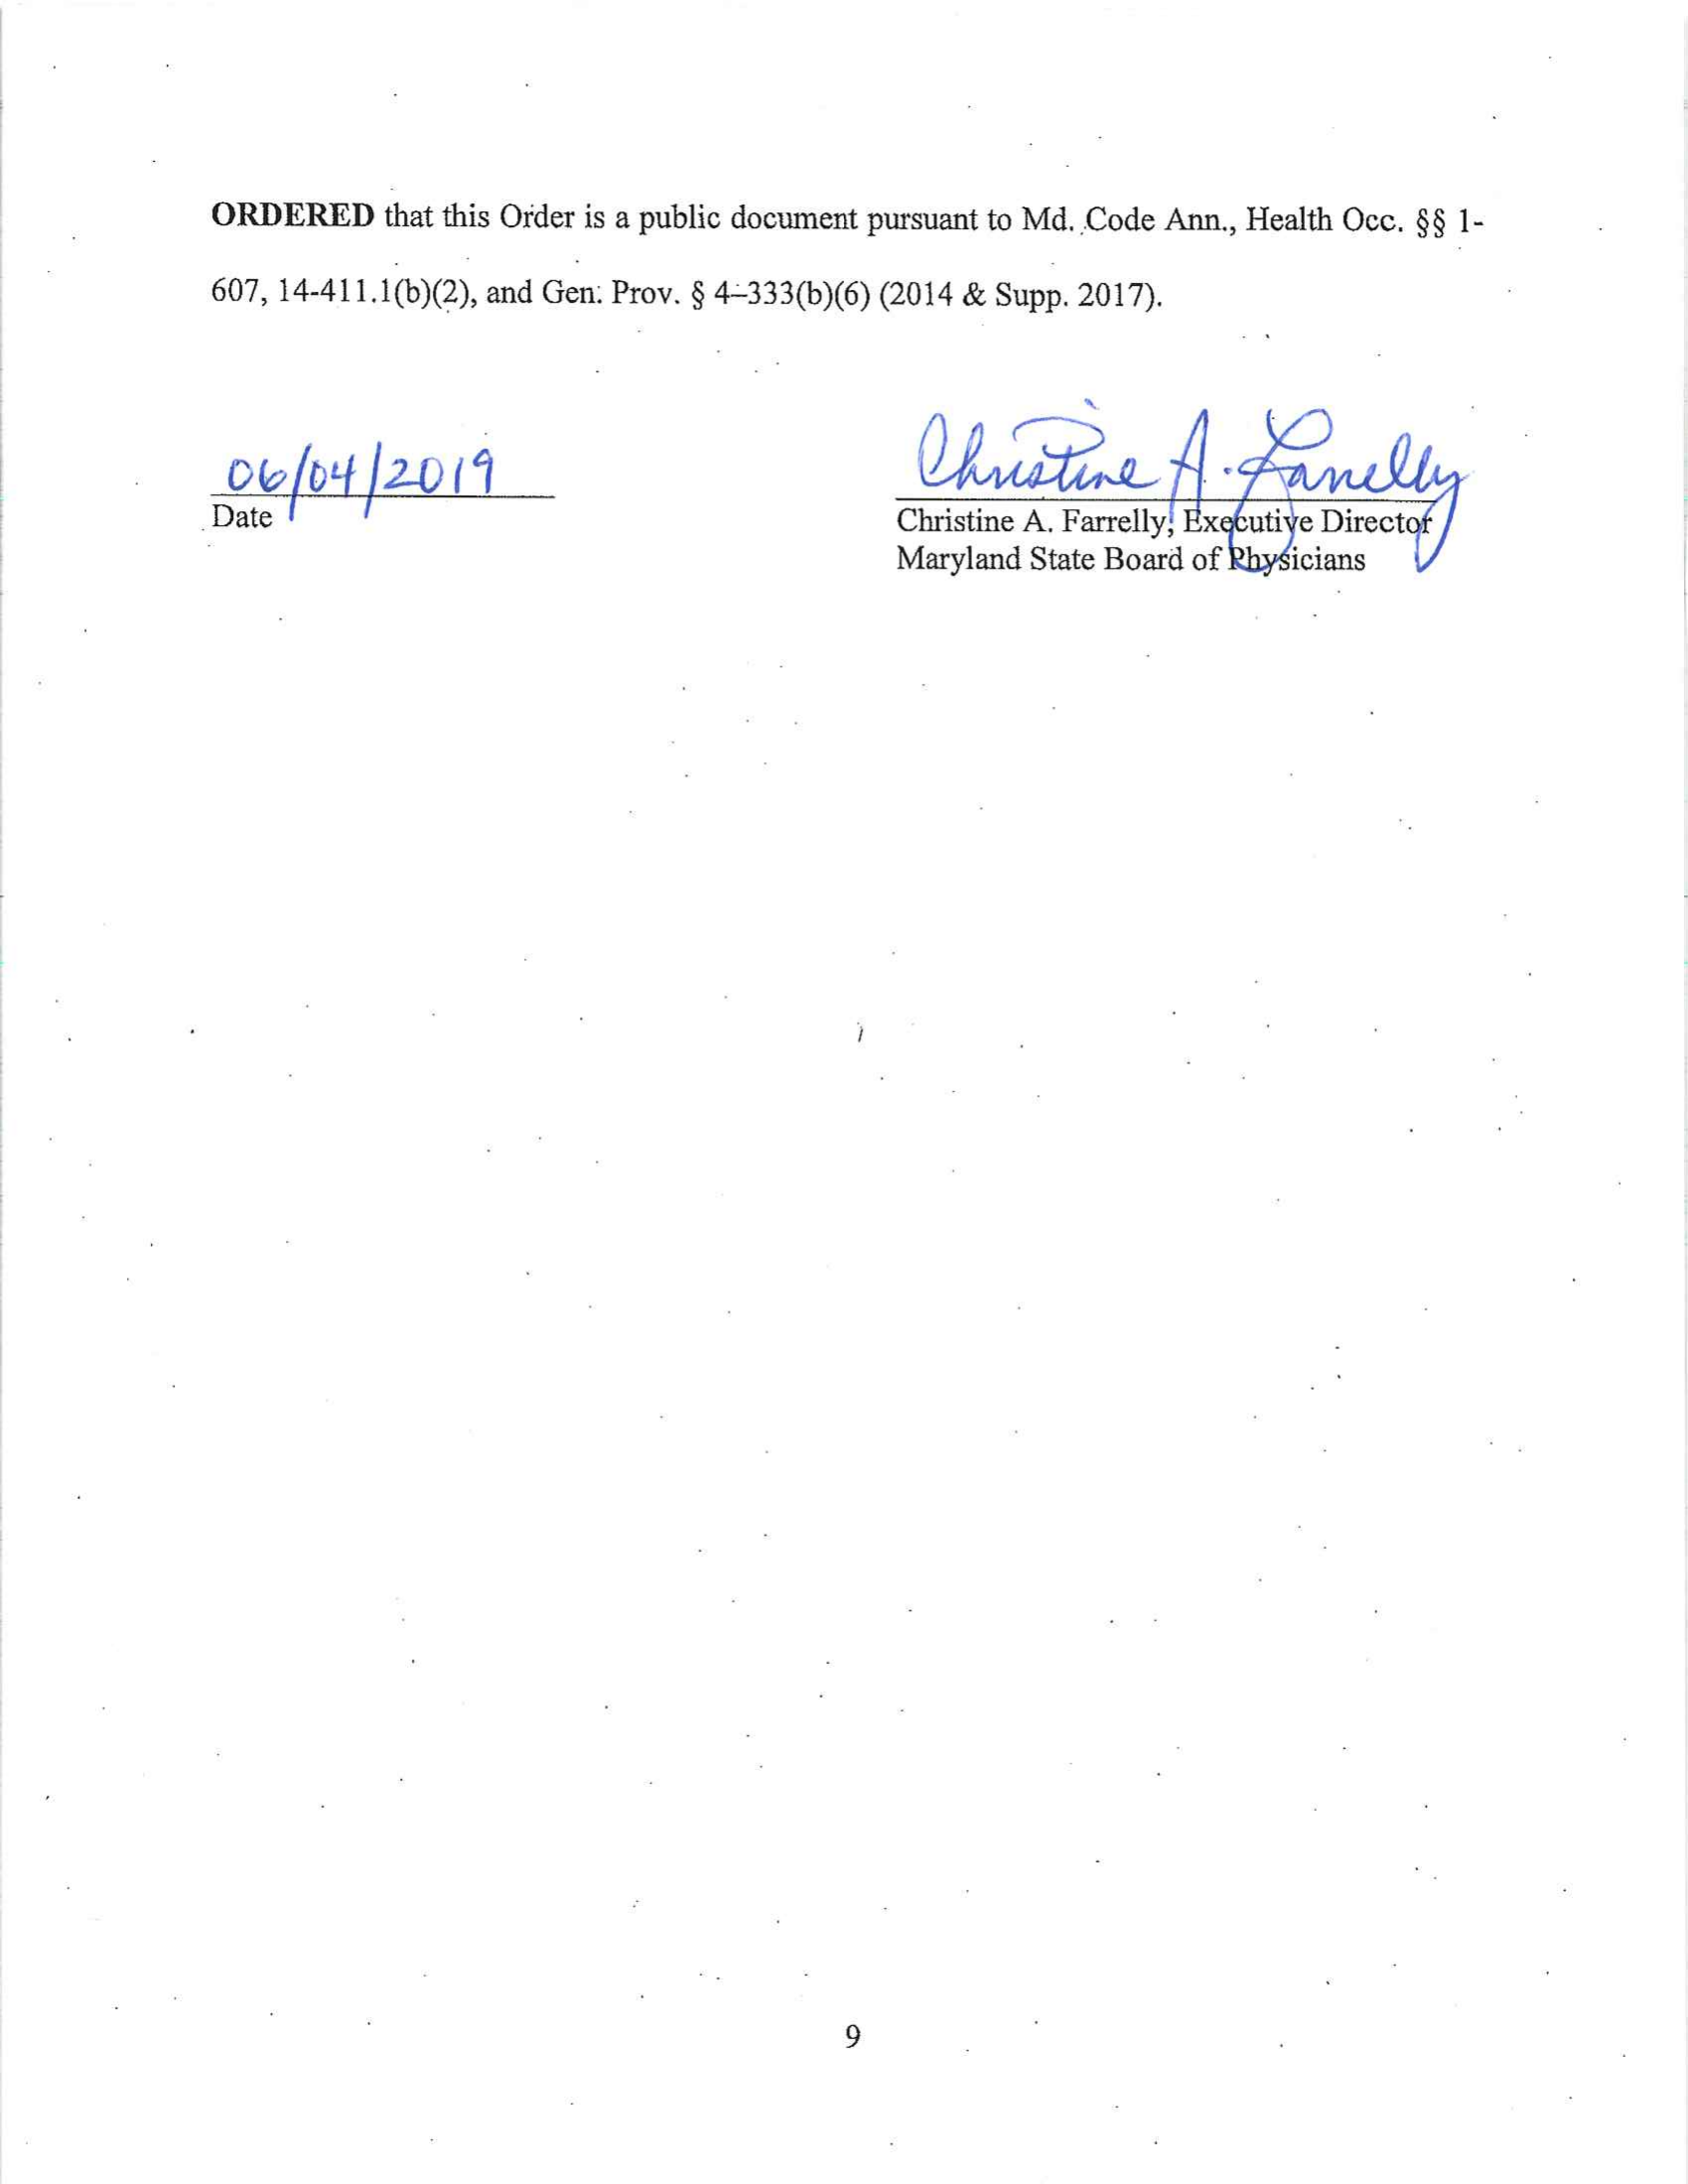 ORDERED that this Order is a public document pursuant to Md. Code Ann., Health Occ. §§ 1-
607, 14-411.1(b)(2), and Gen. Prov. § 4-333(b)(6) (2014 & Supp. 2017).
06/04/2019
Christine A. Farrelly
Date
Christine A. Farrelly, Executive Director
Maryland State Board of Physicians
9